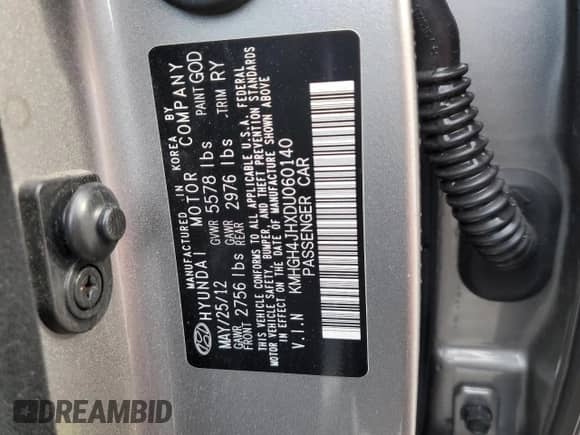 MANUFACTURED IN KOREA BY
HYUNDAI MOTOR COMPANY
MAY/25/12 GVWR 5578 lbs PAINT GOD
GAWR FRONT 2756 lbs GAWR REAR 2976 lbs TRIM RY
THIS VEHICLE CONFORMS TO ALL APPLICABLE U.S.A. FEDERAL
MOTOR VEHICLE SAFETY, BUMPER, AND THEFT PREVENTION STANDARDS
IN EFFECT ON THE DATE OF MANUFACTURE SHOWN ABOVE
V.I.N KMHGH4JHXDU060140
PASSENGER CAR
DREAMBID